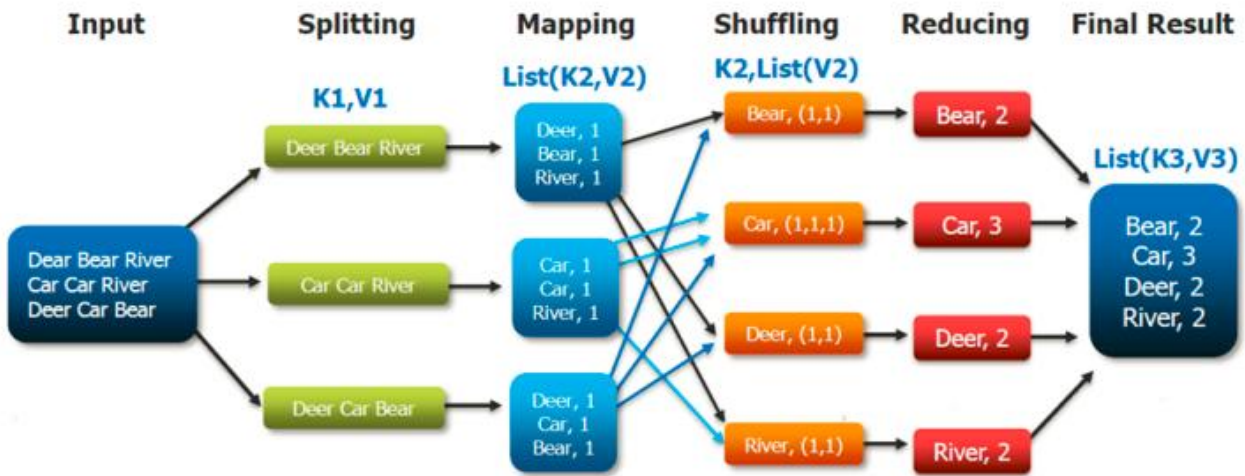 Input
Splitting
Mapping
Shuffling
Reducing
Final Result
K1,V1
List(K2,V2)
K2,List(V2)
List(K3,V3)
Dear Bear River
Car Car River
Deer Car Bear
Deer Bear River
Car Car River
Deer Car Bear
Deer, 1
Bear, 1
River, 1
Car, 1
Car, 1
River, 1
Deer, 1
Car, 1
Bear, 1
Bear, (1,1)
Car, (1,1,1)
Deer, (1,1)
River, (1,1)
Bear, 2
Car, 3
Deer, 2
River, 2
Bear, 2
Car, 3
Deer, 2
River, 2